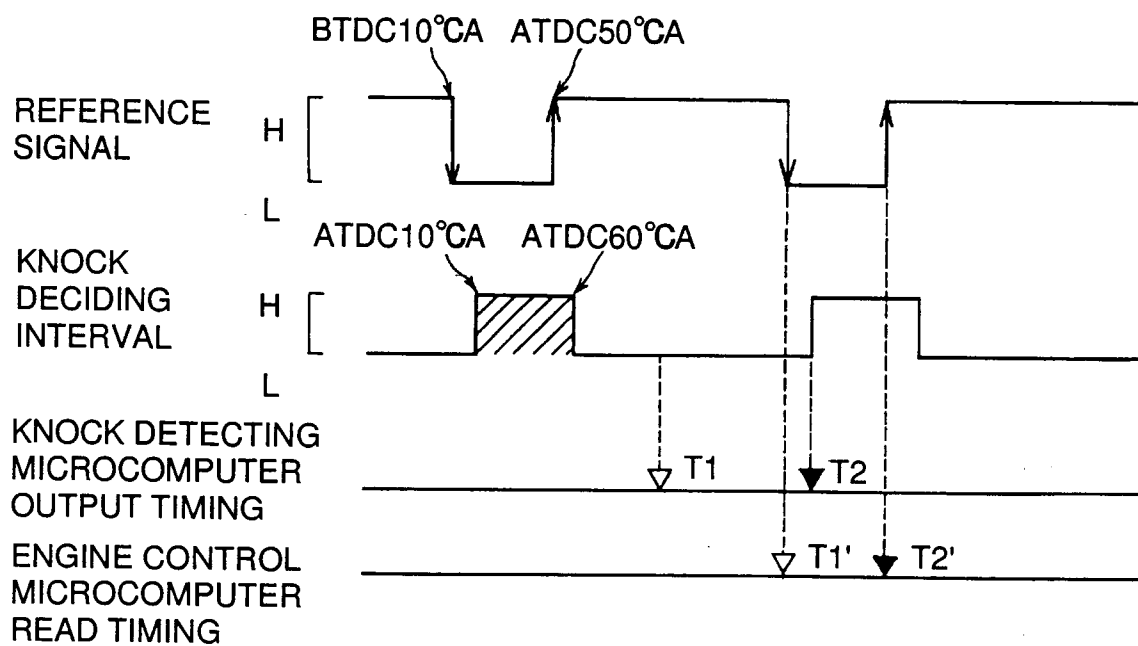 BTDC10°CA ATDC50°CA
REFERENCE
SIGNAL
H
L
ATDC10°CA ATDC60°CA
KNOCK
DECIDING
INTERVAL
H
L
KNOCK DETECTING
MICROCOMPUTER
OUTPUT TIMING
T1
T2
ENGINE CONTROL
MICROCOMPUTER
READ TIMING
T1'
T2'